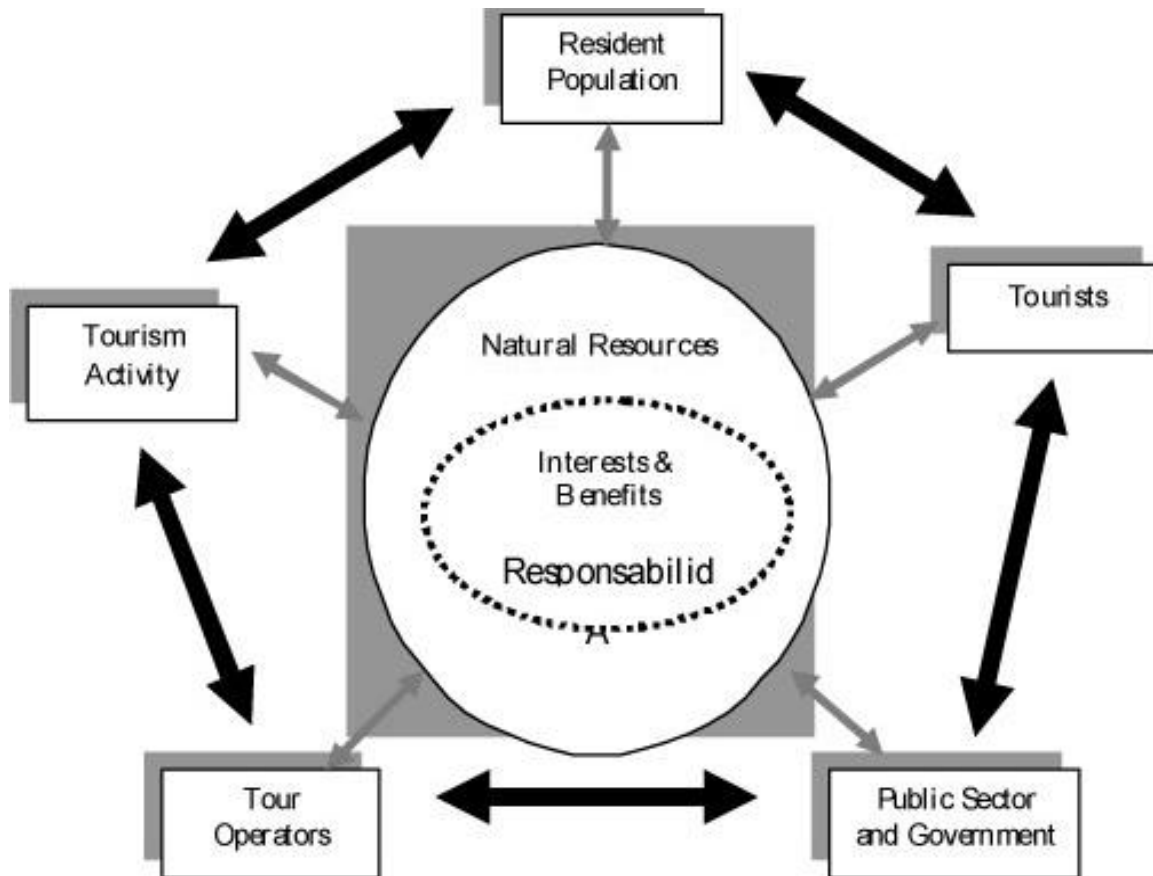 Resident
Population
Tourists
Tourism
Activity
Natural Resources
Interests &
Benefits
Responsabilid
Tour
Operators
Public Sector
and Government